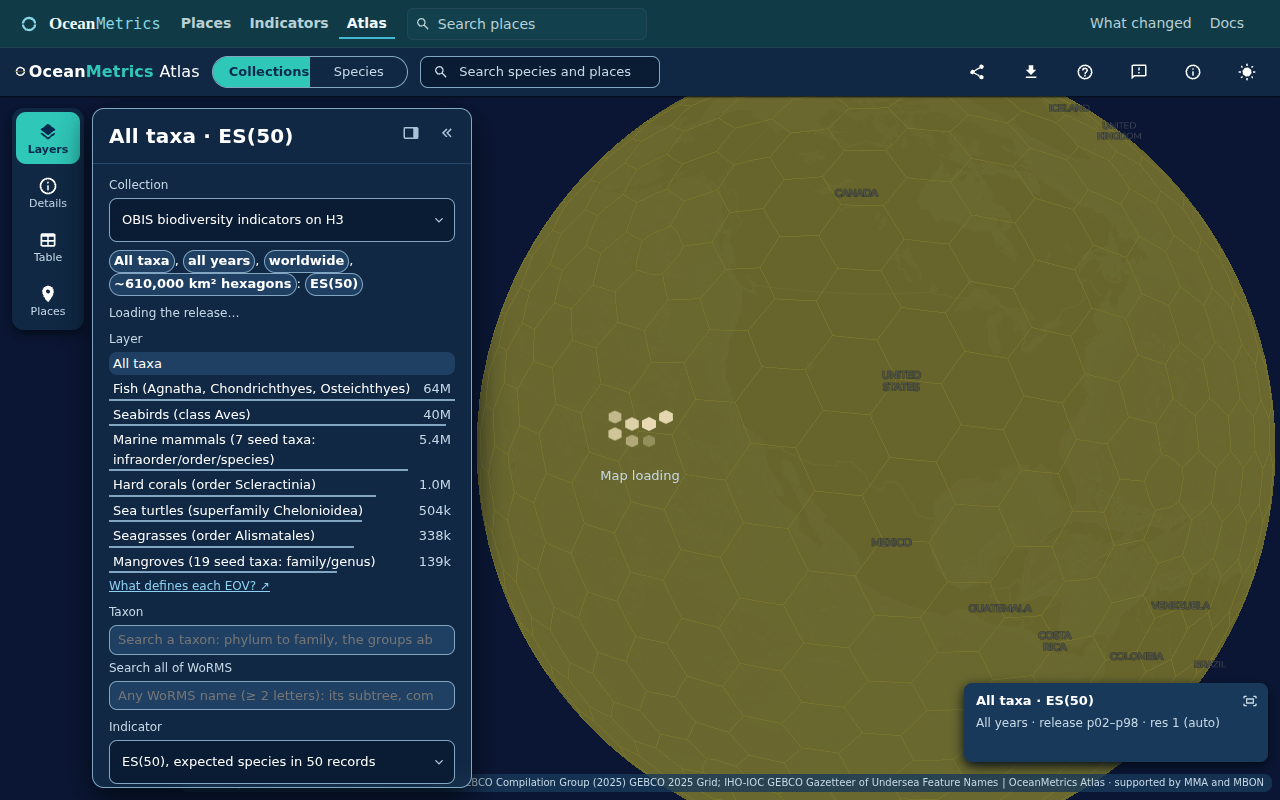 OceanMetrics Places Indicators Atlas Search places What changed Docs
OceanMetrics Atlas Collections Species Search species and places
Layers
Details
Table
Places
All taxa · ES(50)
Collection
OBIS biodiversity indicators on H3
All taxa, all years, worldwide,
~610,000 km² hexagons: ES(50)
Loading the release…
Layer
All taxa
Fish (Agnatha, Chondrichthyes, Osteichthyes) 64M
Seabirds (class Aves) 40M
Marine mammals (7 seed taxa: 5.4M
infraorder/order/species)
Hard corals (order Scleractinia) 1.0M
Sea turtles (superfamily Chelonioidea) 504k
Seagrasses (order Alismatales) 338k
Mangroves (19 seed taxa: family/genus) 139k
What defines each EOV? ↗
Taxon
Search a taxon: phylum to family, the groups ab
Search all of WoRMS
Any WoRMS name (≥ 2 letters): its subtree, com
Indicator
ES(50), expected species in 50 records
ICELAND
UNITED
KINGDOM
CANADA
UNITED
STATES
Map loading
MEXICO
GUATEMALA
VENEZUELA
COSTA
RICA
COLOMBIA
BRAZIL
All taxa · ES(50)
All years · release p02–p98 · res 1 (auto)
Compilation Group (2025) GEBCO 2025 Grid; IHO-IOC GEBCO Gazetteer of Undersea Feature Names | OceanMetrics Atlas · supported by MMA and MBON